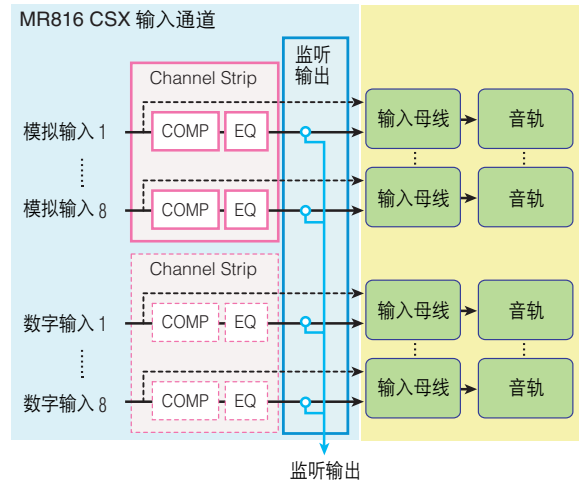 MR816 CSX 输入通道
Channel Strip
监听
输出
模拟输入 1
COMP
EQ
输入母线
音轨
模拟输入 8
COMP
EQ
输入母线
音轨
Channel Strip
数字输入 1
COMP
EQ
输入母线
音轨
数字输入 8
COMP
EQ
输入母线
音轨
监听输出